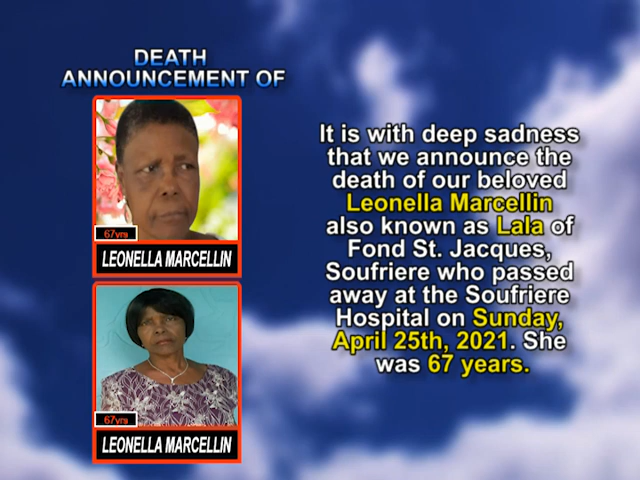 DEATH
ANNOUNCEMENT OF
67yrs
LEONELLA MARCELLIN
67yrs
LEONELLA MARCELLIN
It is with deep sadness
that we announce the
death of our beloved
Leonella Marcellin
also known as Lala of
Fond St. Jacques,
Soufriere who passed
away at the Soufriere
Hospital on Sunday,
April 25th, 2021. She
was 67 years.